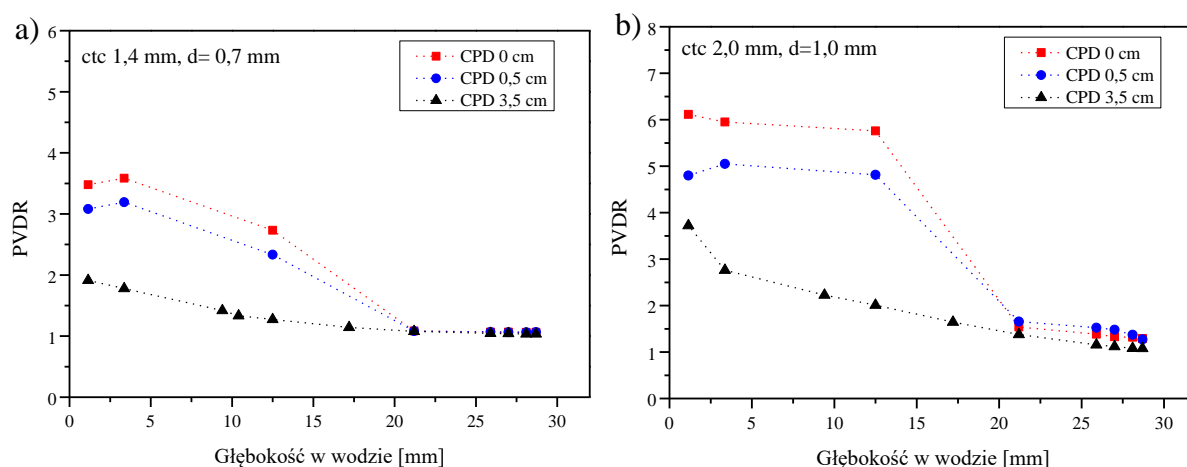 a)
ctc 1,4 mm, d= 0,7 mm
CPD 0 cm
CPD 0,5 cm
CPD 3,5 cm
PVDR
6
5
4
3
2
1
0
0 5 10 15 20 25 30
Głębokość w wodzie [mm]
b)
ctc 2,0 mm, d=1,0 mm
CPD 0 cm
CPD 0,5 cm
CPD 3,5 cm
PVDR
8
7
6
5
4
3
2
1
0
0 5 10 15 20 25 30
Głębokość w wodzie [mm]